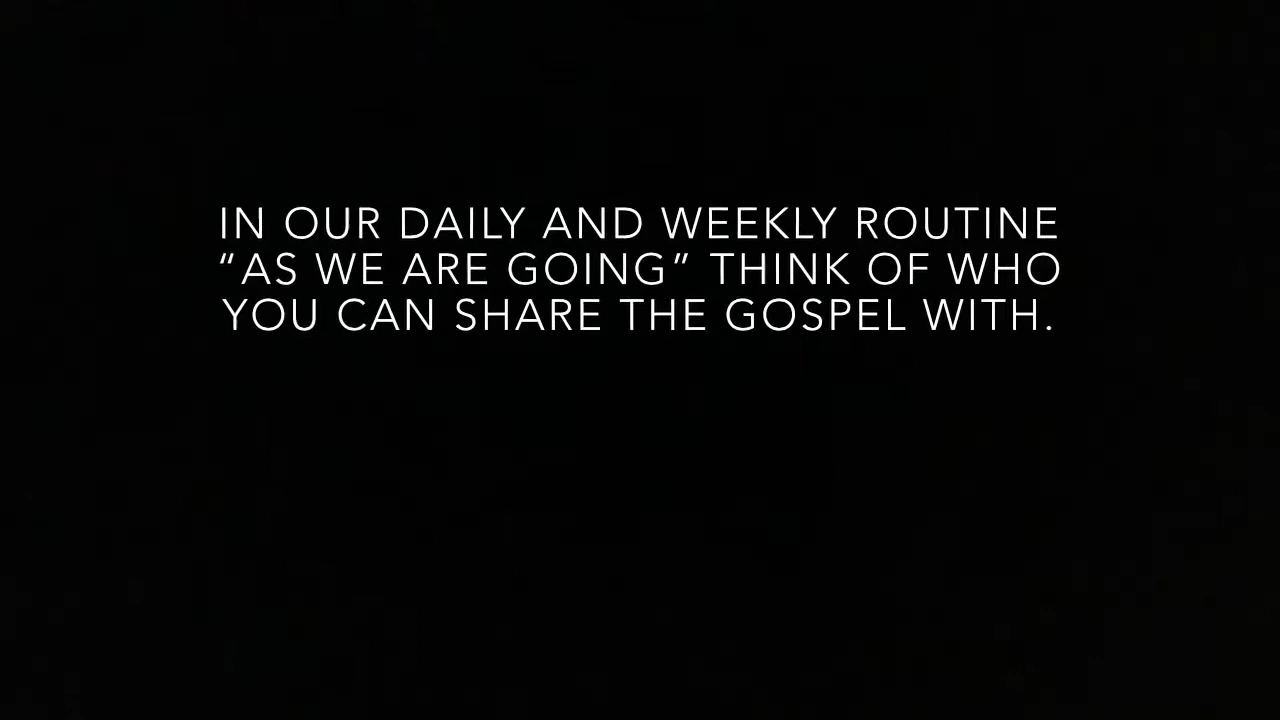 IN OUR DAILY AND WEEKLY ROUTINE
“AS WE ARE GOING” THINK OF WHO
YOU CAN SHARE THE GOSPEL WITH.